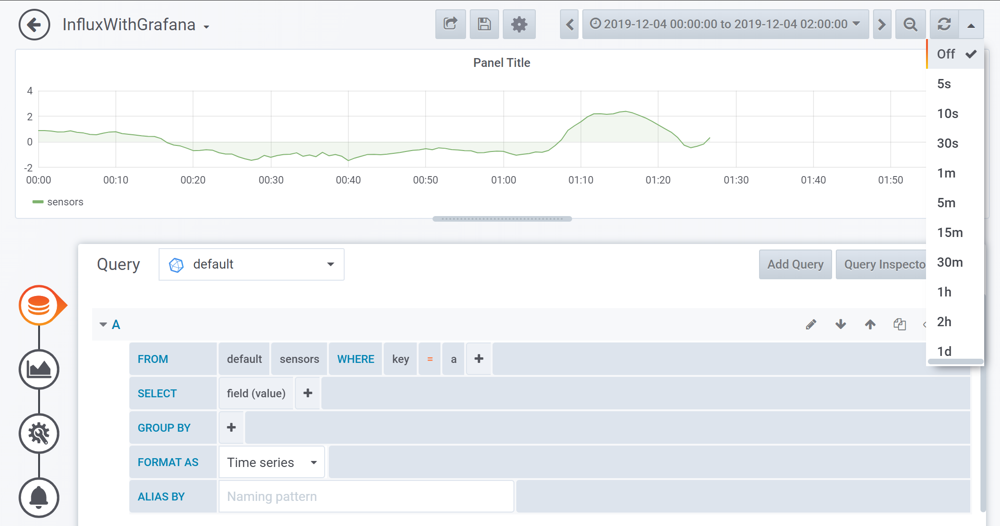 InfluxWithGrafana
2019-12-04 00:00:00 to 2019-12-04 02:00:00
Panel Title
4
2
0
-2
00:00 00:10 00:20 00:30 00:40 00:50 01:00 01:10 01:20 01:30 01:40 01:50
sensors
Off
5s
10s
30s
1m
5m
15m
30m
1h
2h
1d
Query default Add Query Query Inspecto
A
FROM default sensors WHERE key = a +
SELECT field (value) +
GROUP BY +
FORMAT AS Time series
ALIAS BY Naming pattern